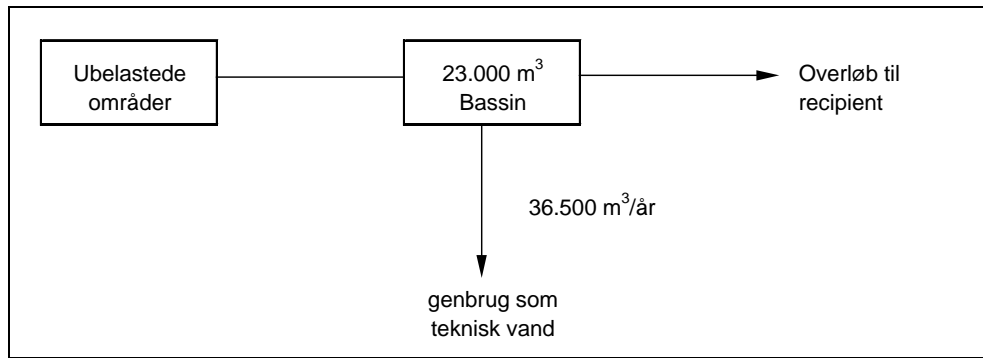 Ubelastede
områder
23.000 m³
Bassin
Overløb til
recipient
36.500 m³/år
genbrug som
teknisk vand